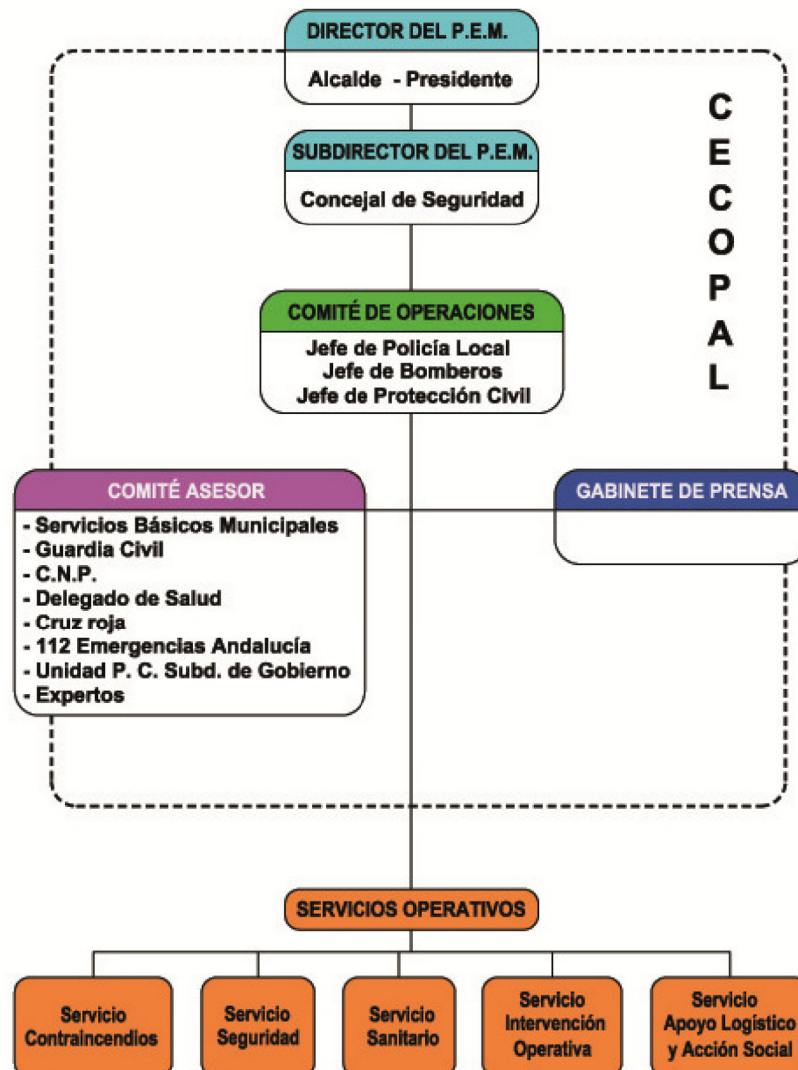 DIRECTOR DEL P.E.M.
Alcalde - Presidente
SUBDIRECTOR DEL P.E.M.
Concejal de Seguridad
CECOPAL
COMITÉ DE OPERACIONES
Jefe de Policía Local
Jefe de Bomberos
Jefe de Protección Civil
COMITÉ ASESOR
- Servicios Básicos Municipales
- Guardia Civil
- C.N.P.
- Delegado de Salud
- Cruz roja
- 112 Emergencias Andalucía
- Unidad P. C. Subd. de Gobierno
- Expertos
GABINETE DE PRENSA
SERVICIOS OPERATIVOS
Servicio
Contraincendios
Servicio
Seguridad
Servicio
Sanitario
Servicio
Intervención
Operativa
Servicio
Apoyo Logístico
y Acción Social